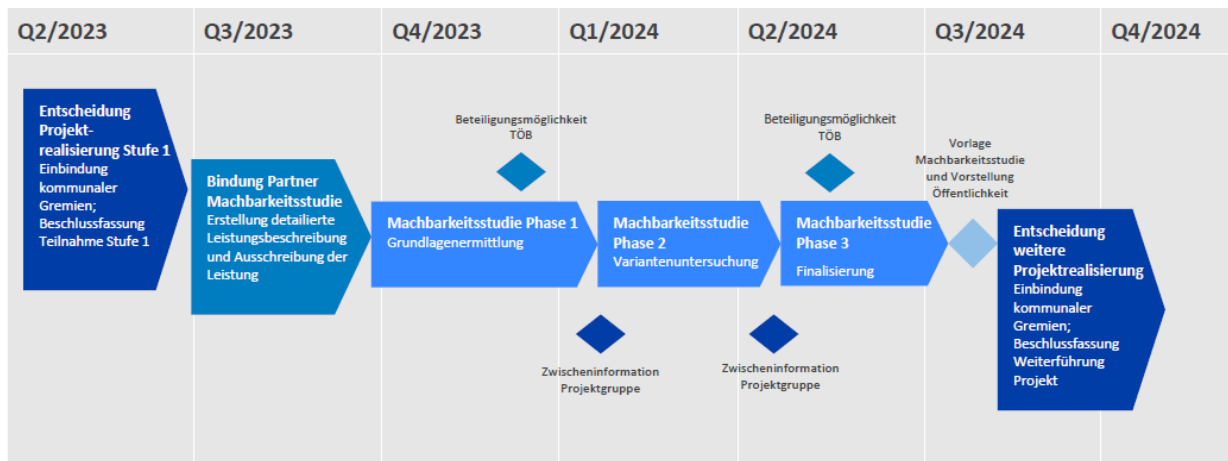 Q2/2023
Q3/2023
Q4/2023
Q1/2024
Q2/2024
Q3/2024
Q4/2024
Entscheidung
Projekt-
realisierung Stufe 1
Einbindung
kommunaler
Gremien;
Beschlussfassung
Teilnahme Stufe 1
Bindung Partner
Machbarkeitsstudie
Erstellung detailierte
Leistungsbeschreibung
und Ausschreibung der
Leistung
Beteiligungsmöglichkeit
TÖB
Machbarkeitsstudie Phase 1
Grundlagenermittlung
Machbarkeitsstudie
Phase 2
Variantenuntersuchung
Zwischeninformation
Projektgruppe
Beteiligungsmöglichkeit
TÖB
Machbarkeitsstudie
Phase 3
Finalisierung
Zwischeninformation
Projektgruppe
Vorlage
Machbarkeitsstudie
und Vorstellung
Öffentlichkeit
Entscheidung
weitere
Projektrealisierung
Einbindung
kommunaler
Gremien;
Beschlussfassung
Weiterführung
Projekt